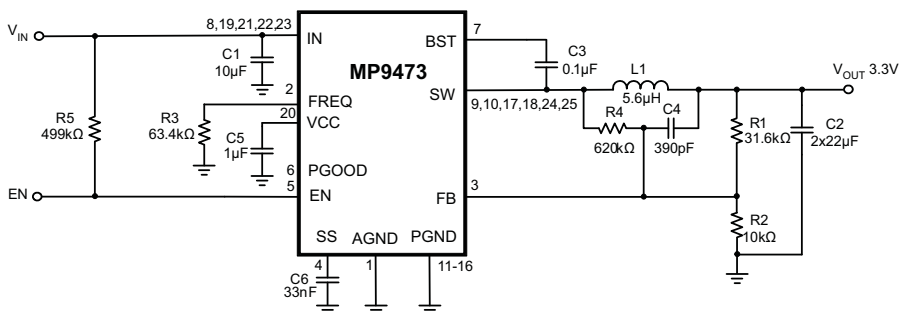 V_IN
8,19,21,22,23
IN
C1
10µF
MP9473
BST
7
C3
0.1µF
SW
9,10,17,18,24,25
L1
5.6µH
V_OUT 3.3V
2
FREQ
20
VCC
R5
499kΩ
R3
63.4kΩ
C5
1µF
R4
620kΩ
C4
390pF
R1
31.6kΩ
C2
2x22µF
6
PGOOD
EN
5
EN
FB
3
R2
10kΩ
SS
AGND
PGND
4
1
11-16
C6
33nF